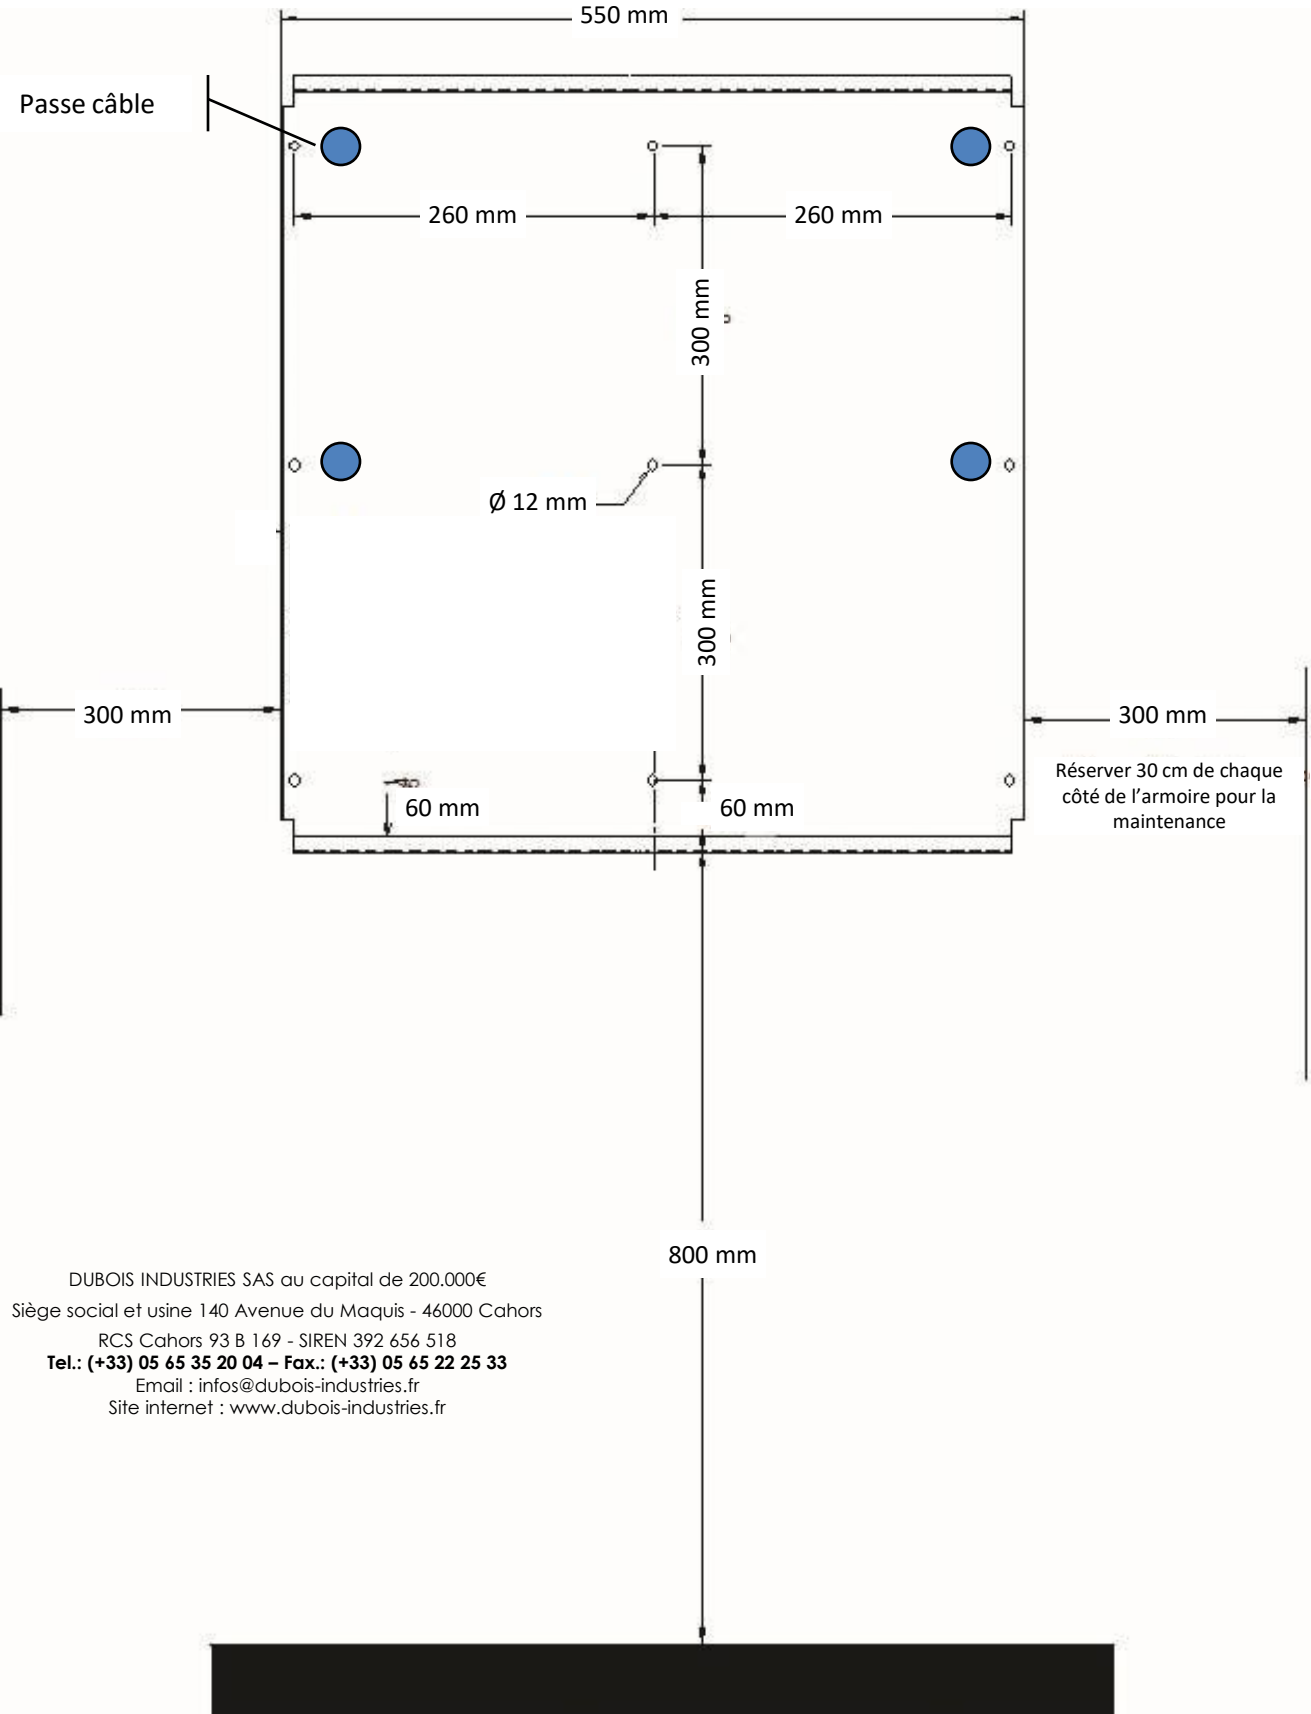 550 mm
Passe câble
260 mm
260 mm
300 mm
Ø 12 mm
300 mm
300 mm
300 mm
Réserver 30 cm de chaque
côté de l’armoire pour la
maintenance
60 mm
60 mm
800 mm
DUBOIS INDUSTRIES SAS au capital de 200.000€
Siège social et usine 140 Avenue du Maquis - 46000 Cahors
RCS Cahors 93 B 169 - SIREN 392 656 518
Tel.: (+33) 05 65 35 20 04 – Fax.: (+33) 05 65 22 25 33
Email : infos@dubois-industries.fr
Site internet : www.dubois-industries.fr